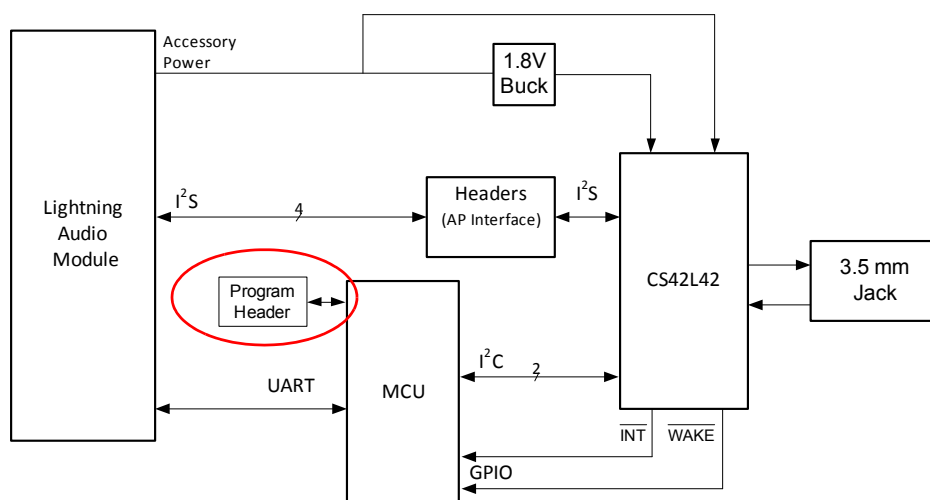 Accessory
Power
1.8V
Buck
I²S
4
Headers
(AP Interface)
I²S
Lightning
Audio
Module
CS42L42
3.5 mm
Jack
Program
Header
I²C
2
UART
MCU
INT
WAKE
GPIO